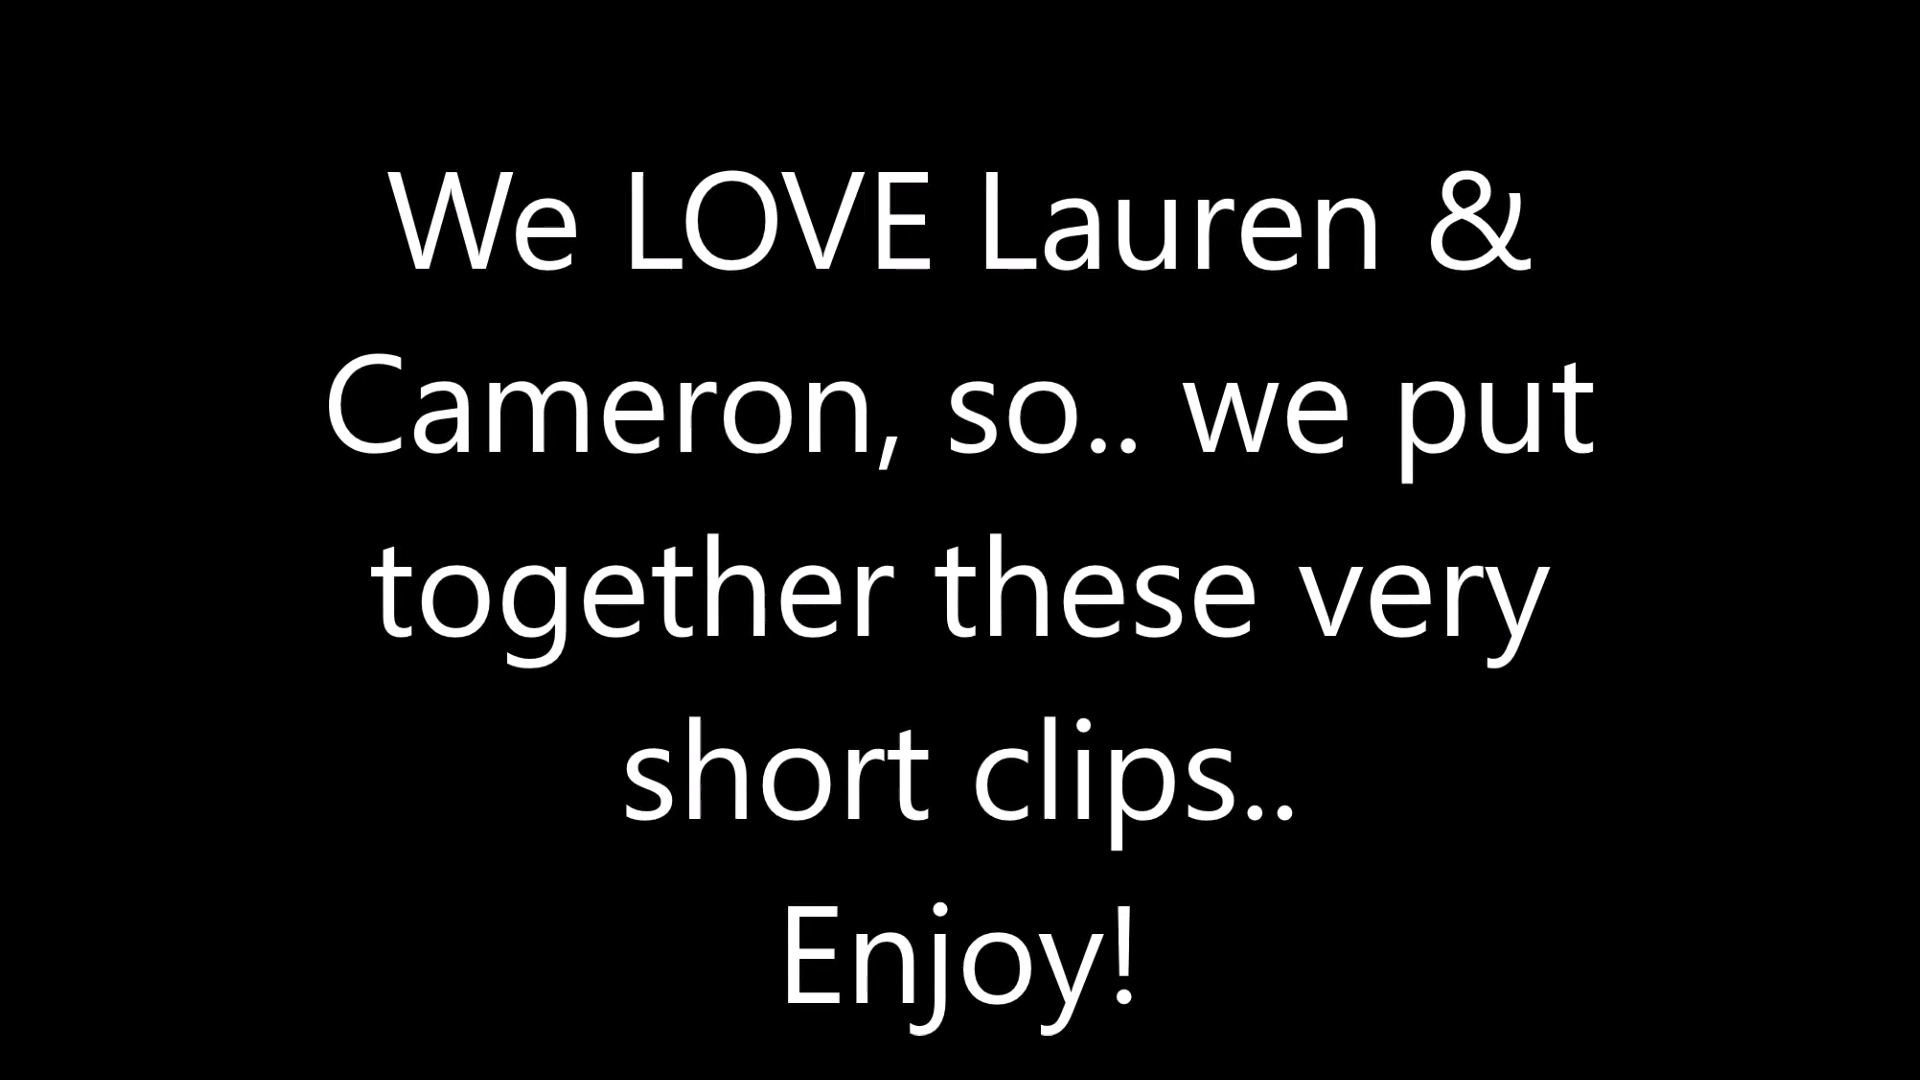 We LOVE Lauren &
Cameron, so.. we put
together these very
short clips..
Enjoy!